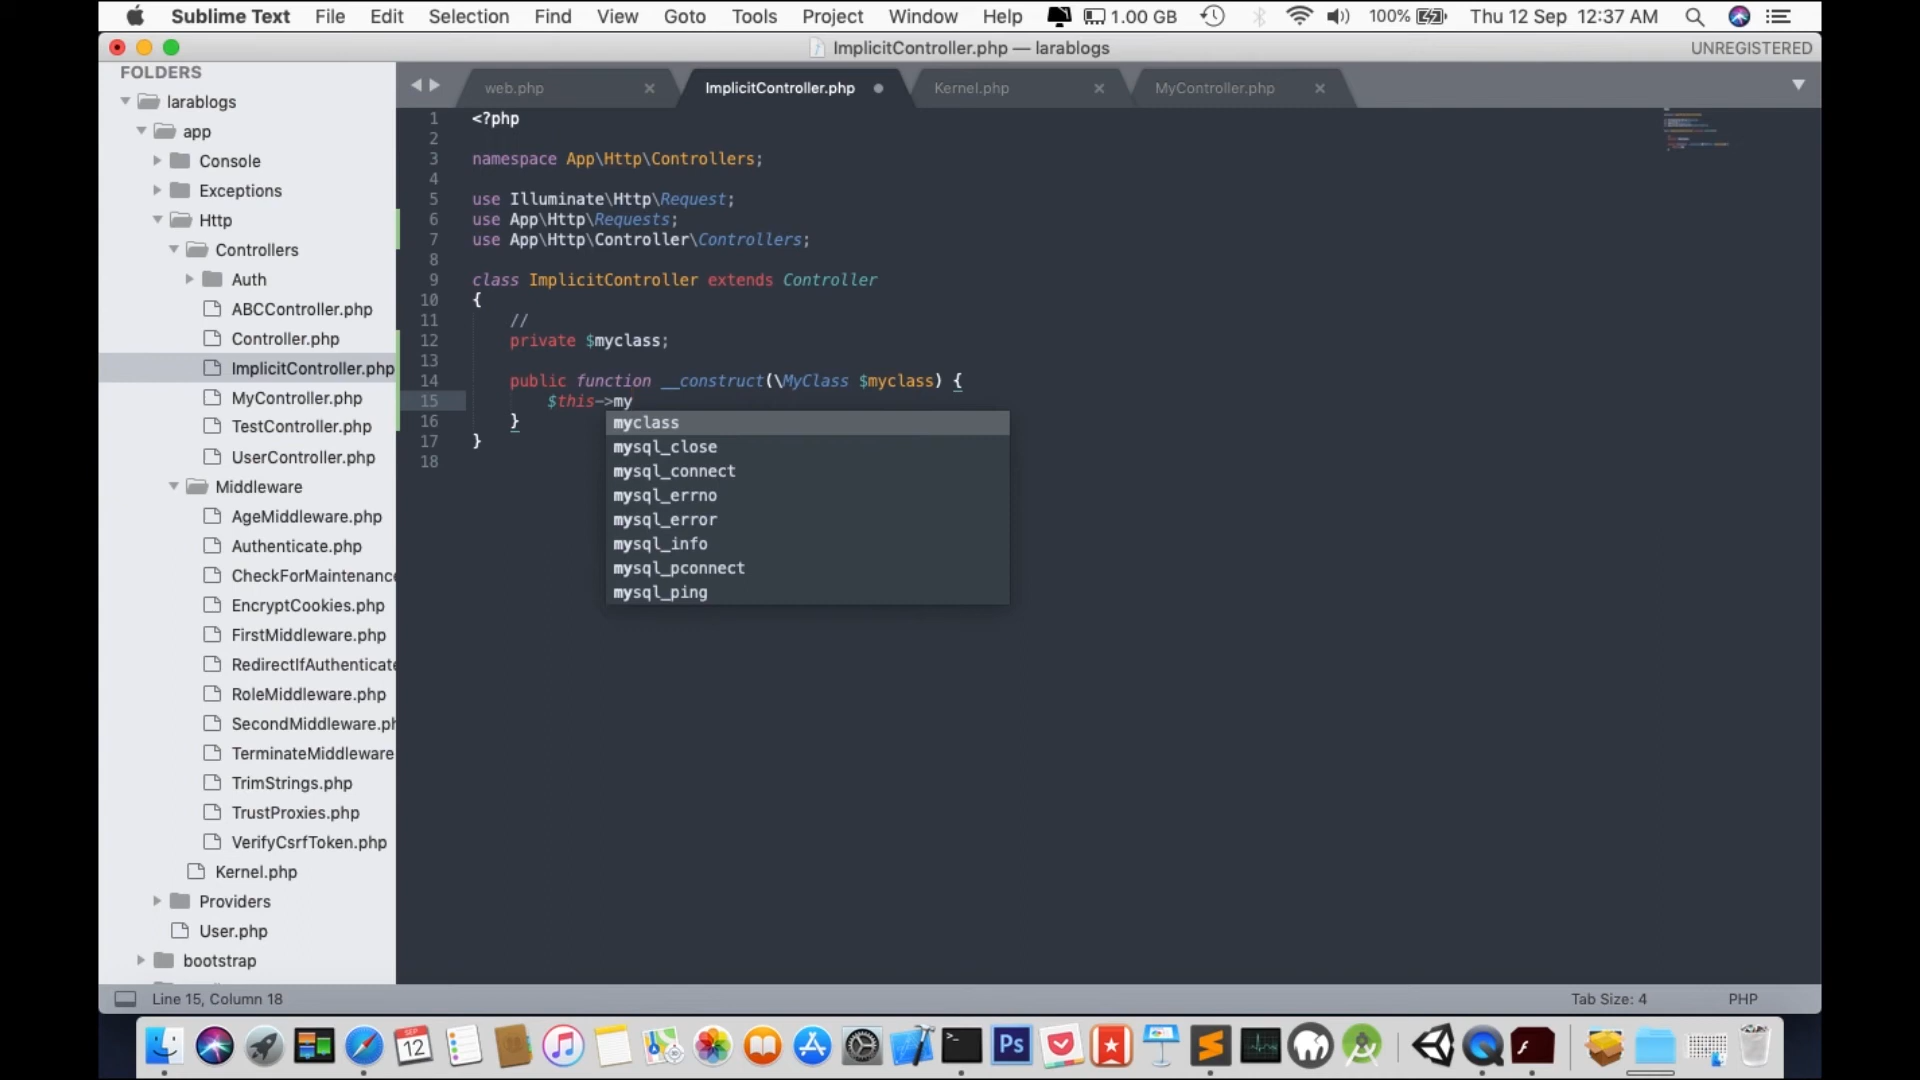 Sublime Text File Edit Selection Find View Goto Tools Project Window Help 1.00 GB 100% Thu 12 Sep 12:37 AM
ImplicitController.php — larablogs UNREGISTERED
FOLDERS
larablogs
app
Console
Exceptions
Http
Controllers
Auth
ABCController.php
Controller.php
ImplicitController.php
MyController.php
TestController.php
UserController.php
Middleware
AgeMiddleware.php
Authenticate.php
CheckForMaintenanc
EncryptCookies.php
FirstMiddleware.php
RedirectIfAuthenticat
RoleMiddleware.php
SecondMiddleware.ph
TerminateMiddleware
TrimStrings.php
TrustProxies.php
VerifyCsrfToken.php
Kernel.php
Providers
User.php
bootstrap
web.php ImplicitController.php Kernel.php MyController.php
1 <?php
2
3 namespace App\Http\Controllers;
4
5 use Illuminate\Http\Request;
6 use App\Http\Requests;
7 use App\Http\Controller\Controllers;
8
9 class ImplicitController extends Controller
10 {
11 //
12 private $myclass;
13
14 public function __construct(\MyClass $myclass) {
15 $this->my
16 }
17 }
18
myclass
mysql_close
mysql_connect
mysql_errno
mysql_error
mysql_info
mysql_pconnect
mysql_ping
Line 15, Column 18 Tab Size: 4 PHP
SEP
12
Ps